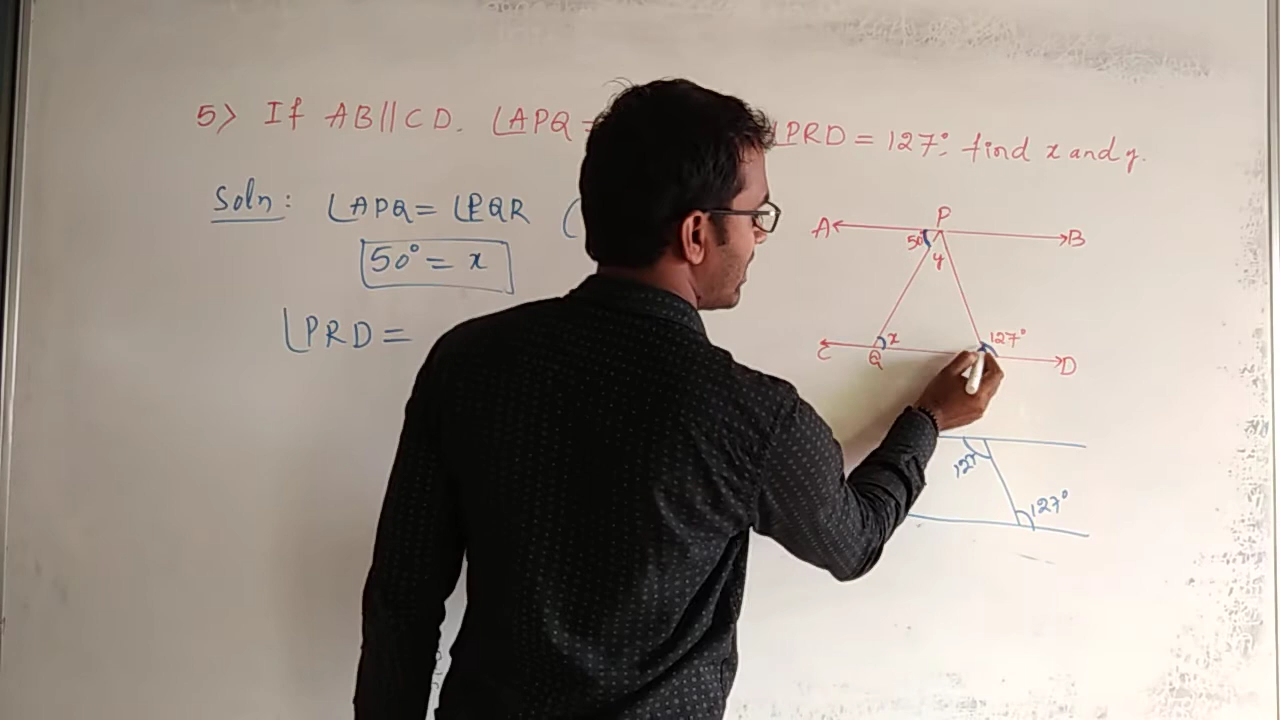 5> If AB||CD. ∠APQ = ∠PRD = 127°, find x and y.
Soln: ∠APQ = ∠PQR (
50° = x
∠PRD =
A P B
50° y
x 127°
C Q D
127
127°